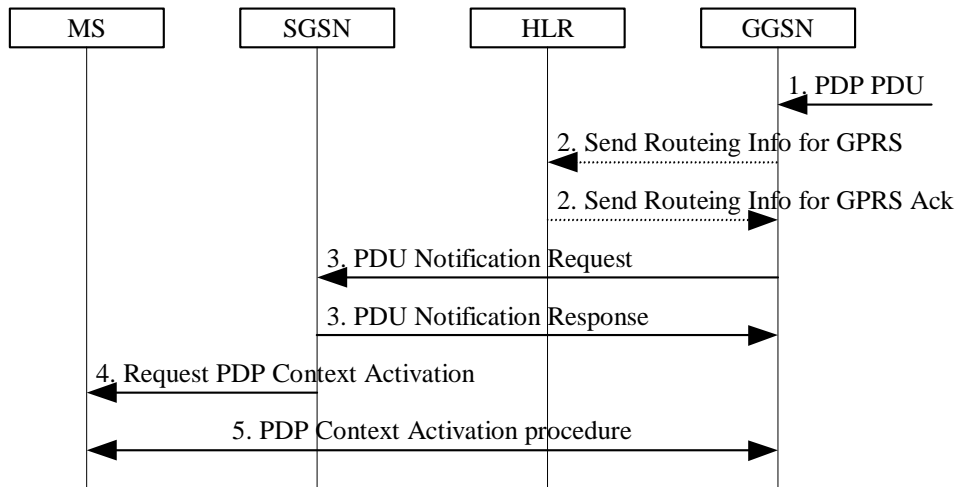 MS
SGSN
HLR
GGSN
1. PDP PDU
2. Send Routeing Info for GPRS
2. Send Routeing Info for GPRS Ack
3. PDU Notification Request
3. PDU Notification Response
4. Request PDP Context Activation
5. PDP Context Activation procedure